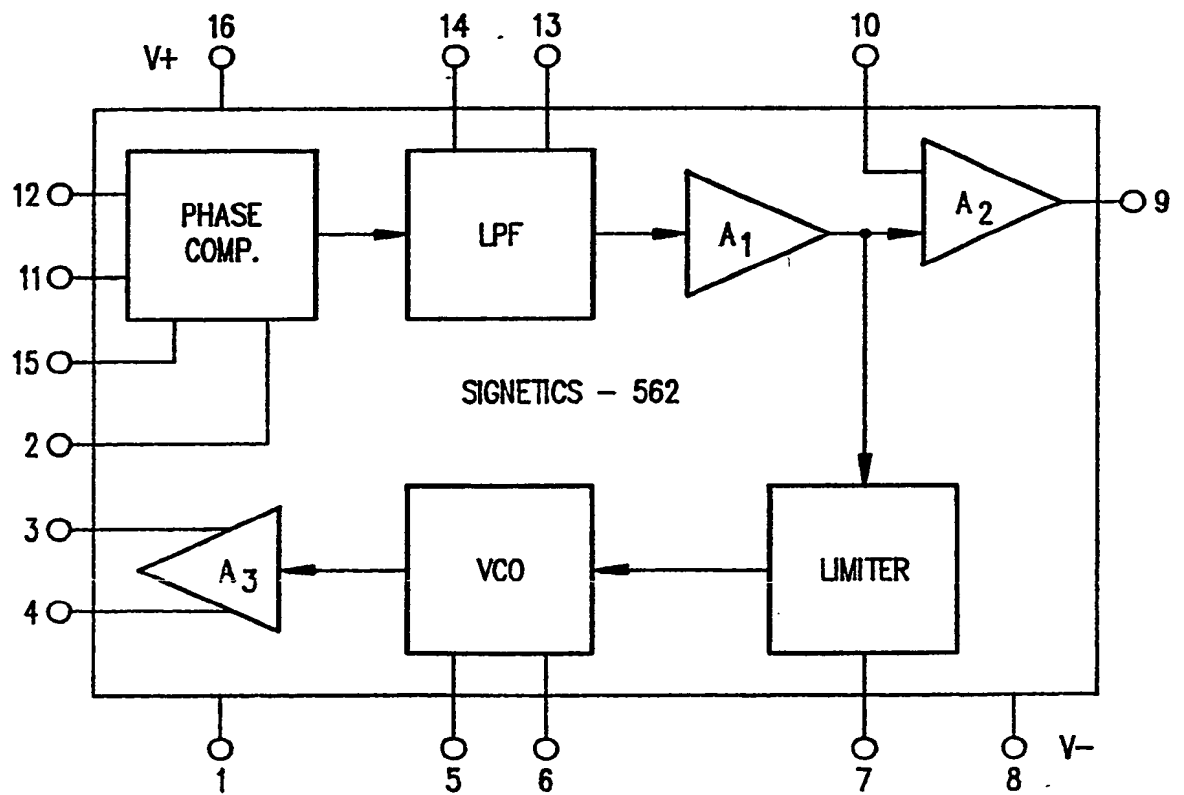 16
14
13
10
V+
12
PHASE
COMP.
LPF
A1
A2
9
11
15
SIGNETICS - 562
2
3
A3
VCO
LIMITER
4
1
5
6
7
8
V-